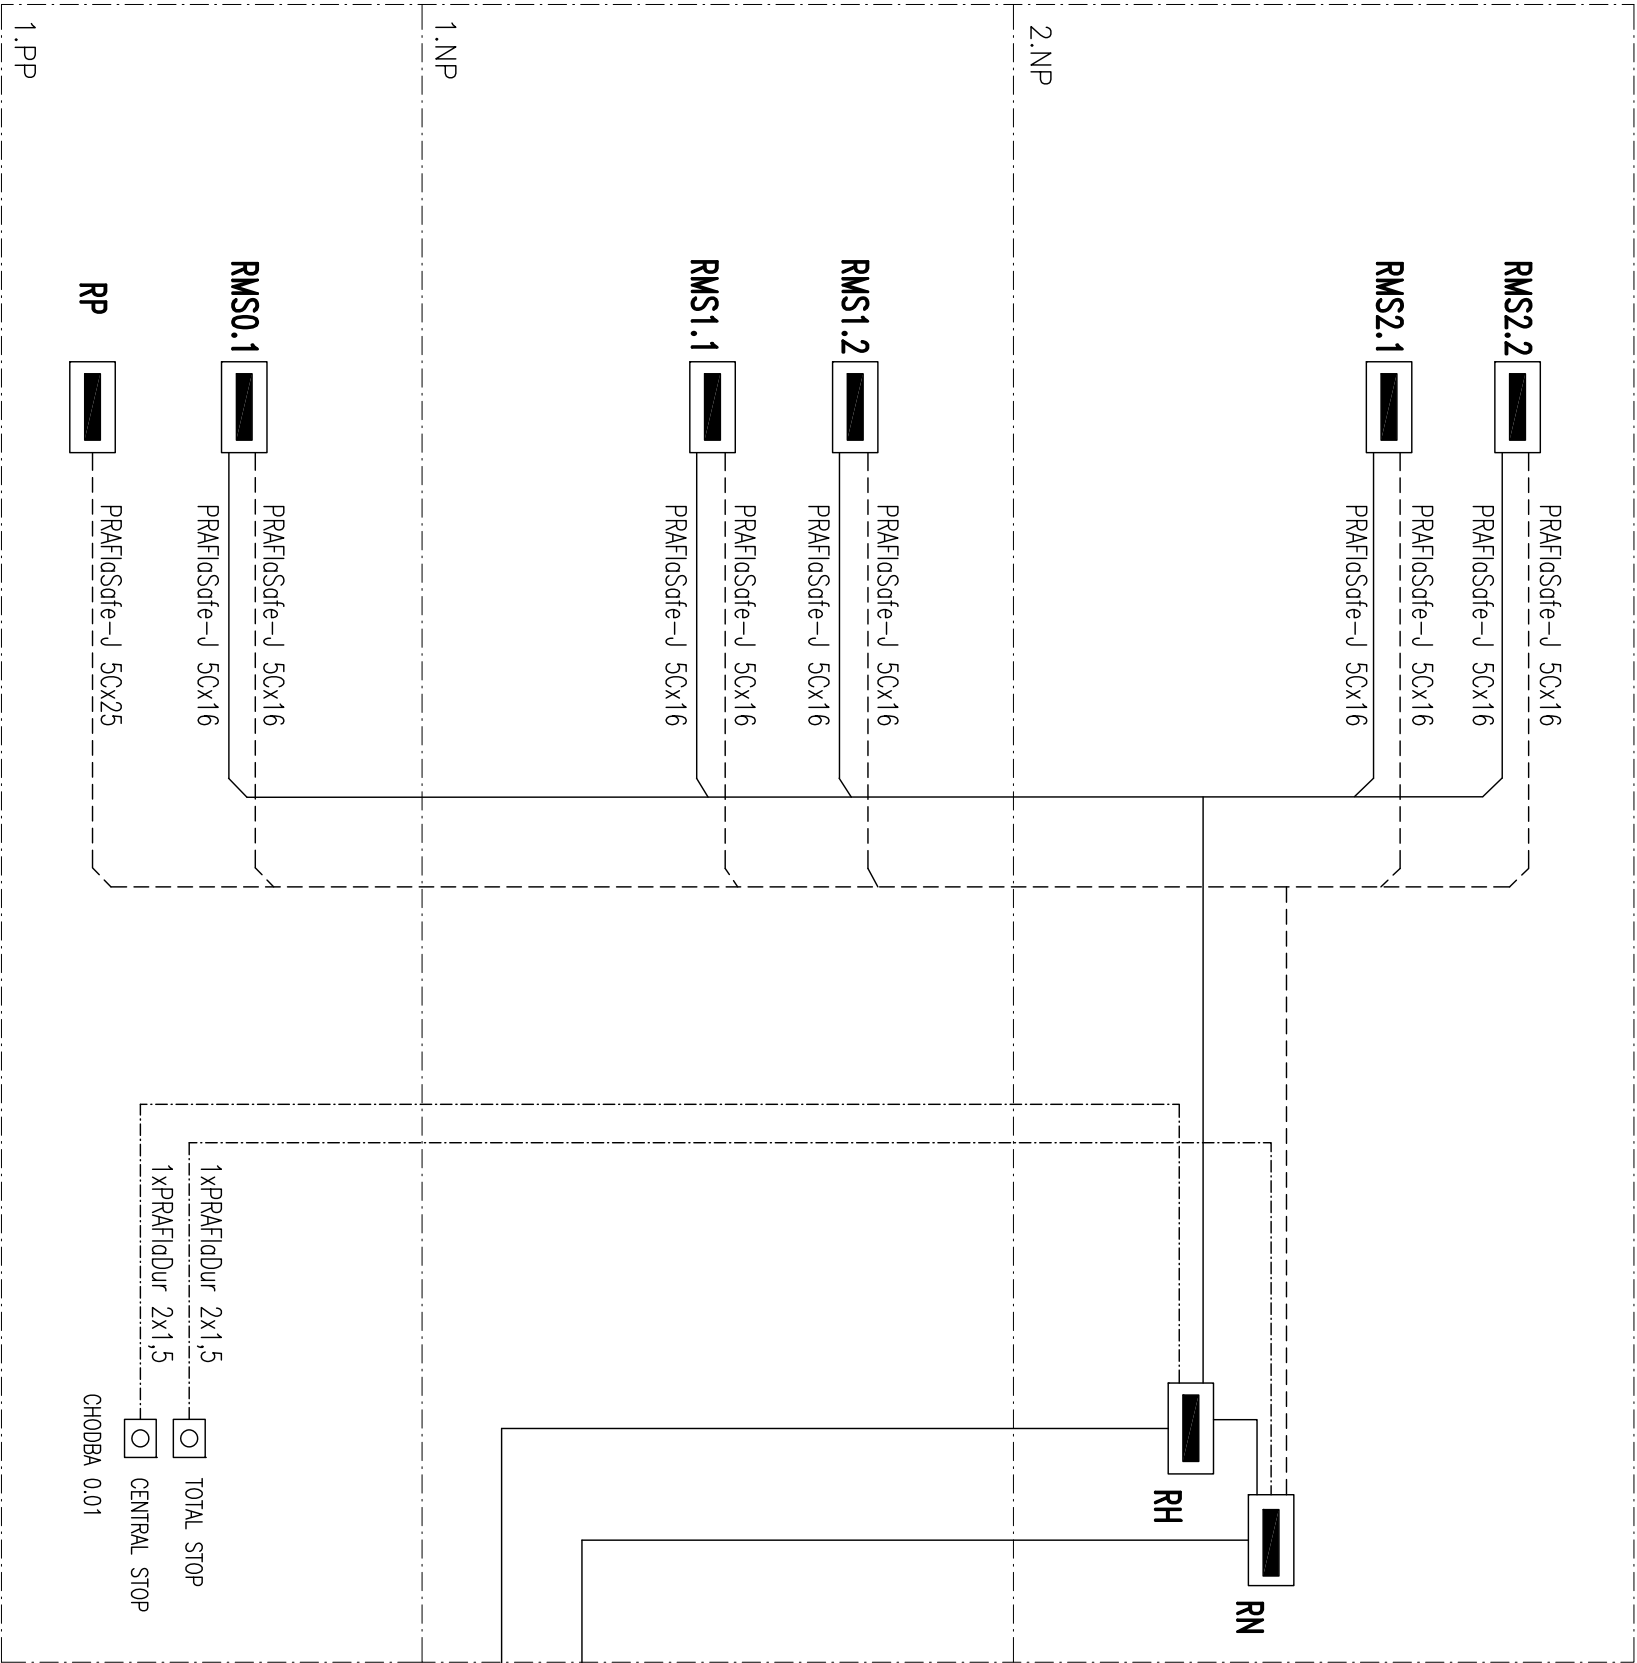 2.NP
RMS2.2
PRAFlaSafe-J 5Cx16
PRAFlaSafe-J 5Cx16
RMS2.1
PRAFlaSafe-J 5Cx16
PRAFlaSafe-J 5Cx16
RN
RH
1.NP
RMS1.2
PRAFlaSafe-J 5Cx16
PRAFlaSafe-J 5Cx16
RMS1.1
PRAFlaSafe-J 5Cx16
PRAFlaSafe-J 5Cx16
1.PP
RMS0.1
PRAFlaSafe-J 5Cx16
PRAFlaSafe-J 5Cx16
1xPRAFlaDur 2x1,5
TOTAL STOP
1xPRAFlaDur 2x1,5
CENTRAL STOP
RP
PRAFlaSafe-J 5Cx25
CHODBA 0.01